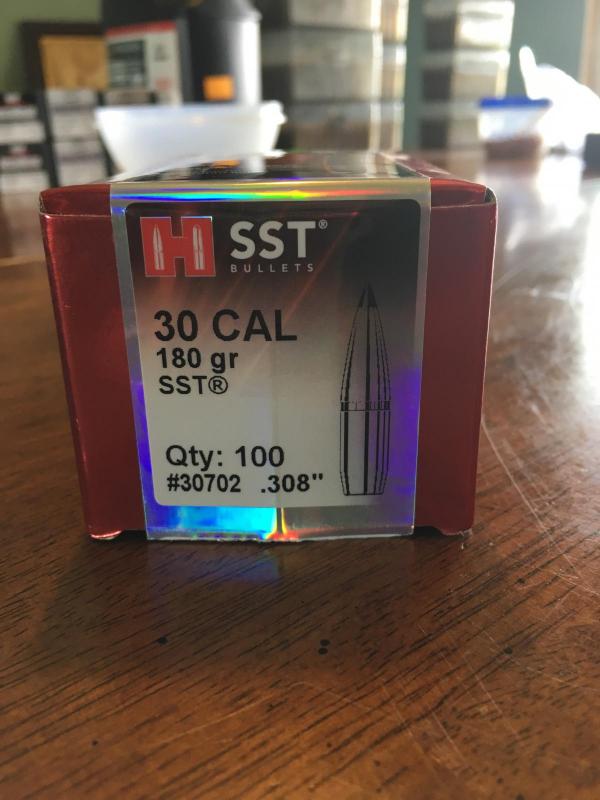 H SST®
BULLETS
30 CAL
180 gr
SST®
Qty: 100
#30702 .308"